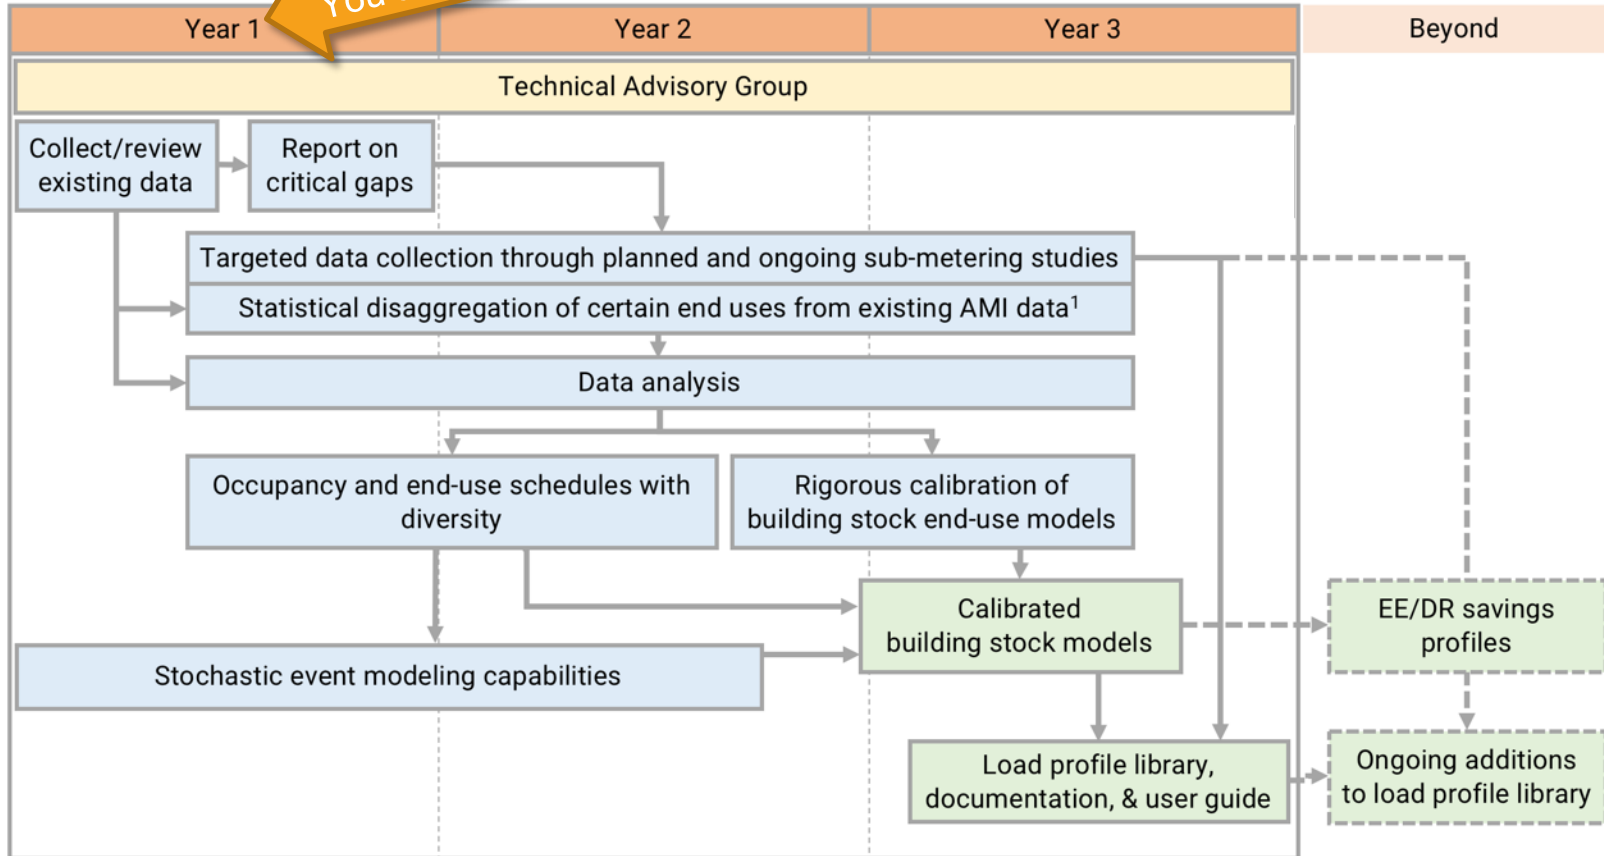 You
Year 1
Year 2
Year 3
Beyond
Technical Advisory Group
Collect/review
existing data
Report on
critical gaps
Targeted data collection through planned and ongoing sub-metering studies
Statistical disaggregation of certain end uses from existing AMI data¹
Data analysis
Occupancy and end-use schedules with
diversity
Rigorous calibration of
building stock end-use models
Calibrated
building stock models
EE/DR savings
profiles
Stochastic event modeling capabilities
Load profile library,
documentation, & user guide
Ongoing additions
to load profile library